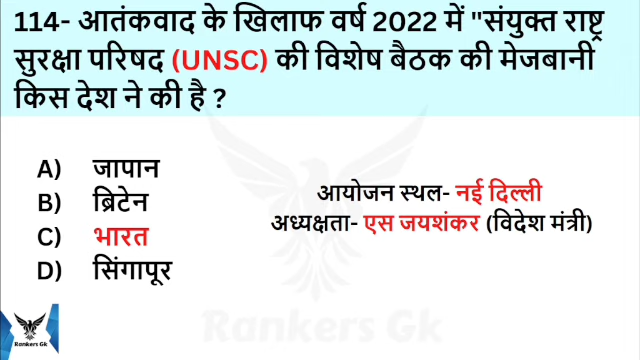 114- आतंकवाद के खिलाफ वर्ष 2022 में "संयुक्त राष्ट्र
सुरक्षा परिषद (UNSC) की विशेष बैठक की मेजबानी
किस देश ने की है ?
A) जापान
B) ब्रिटेन
C) भारत
D) सिंगापूर
आयोजन स्थल- नई दिल्ली
अध्यक्षता- एस जयशंकर (विदेश मंत्री)
Rankers Gk
Rankers Gk